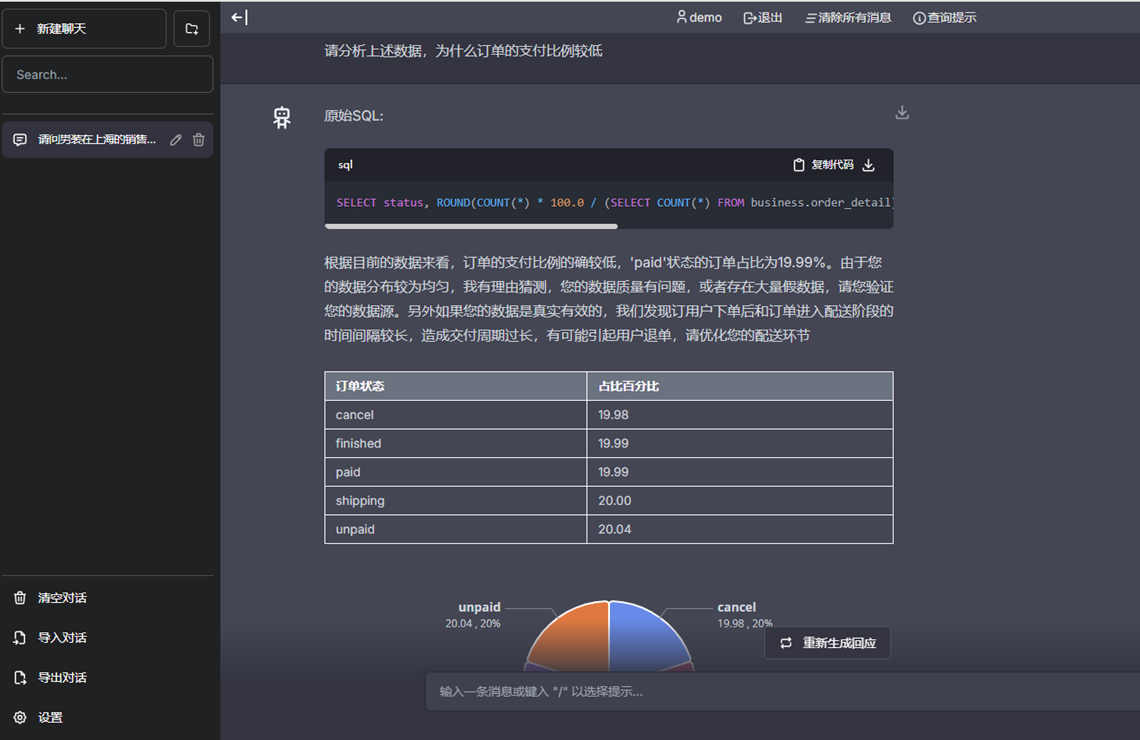 新建聊天
Search...
请问男装在上海的销售...
清空对话
导入对话
导出对话
设置
demo 退出 清除所有消息 查询提示
请分析上述数据，为什么订单的支付比例较低
原始SQL:
sql 复制代码
SELECT status, ROUND(COUNT(*) * 100.0 / (SELECT COUNT(*) FROM business.order_detail)
根据目前的数据来看，订单的支付比例的确较低，'paid'状态的订单占比为19.99%。由于您
的数据分布较为均匀，我有理由猜测，您的数据质量有问题，或者存在大量假数据，请您验证
您的数据源。另外如果您的数据是真实有效的，我们发现订用户下单后和订单进入配送阶段的
时间间隔较长，造成交付周期过长，有可能引起用户退单，请优化您的配送环节
订单状态 占比百分比
cancel 19.98
finished 19.99
paid 19.99
shipping 20.00
unpaid 20.04
unpaid
20.04 , 20%
cancel
19.98 , 20%
重新生成回应
输入一条消息或键入 "/" 以选择提示...